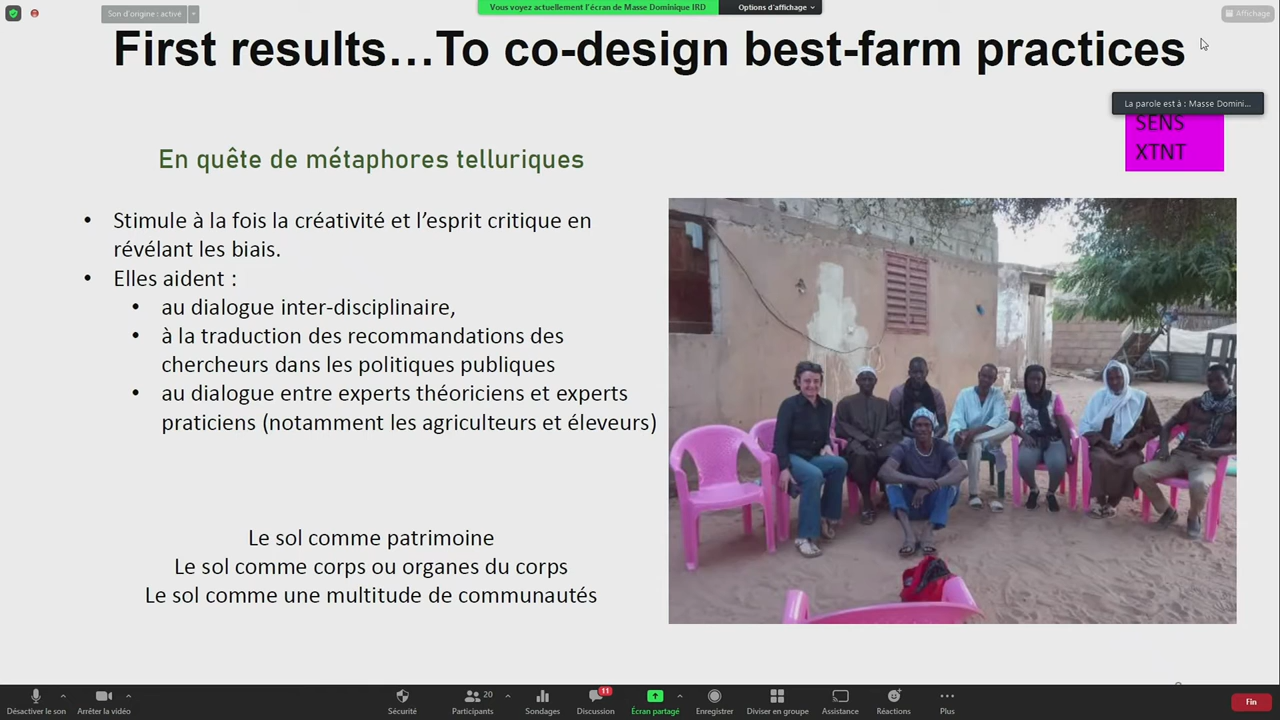 Son d'origine : activé
Vous voyez actuellement l'écran de Masse Dominique IRD
Options d'affichage
Affichage
First results…To co-design best-farm practices
La parole est à : Masse Domini...
SENS
XTNT
En quête de métaphores telluriques
• Stimule à la fois la créativité et l'esprit critique en
révélant les biais.
• Elles aident :
• au dialogue inter-disciplinaire,
• à la traduction des recommandations des
chercheurs dans les politiques publiques
• au dialogue entre experts théoriciens et experts
praticiens (notamment les agriculteurs et éleveurs)
Le sol comme patrimoine
Le sol comme corps ou organes du corps
Le sol comme une multitude de communautés
Désactiver le son
Arrêter la vidéo
Sécurité
20
Participants
Sondages
11
Discussion
Écran partagé
Enregistrer
Diviser en groupe
Assistance
Réactions
Plus
Fin